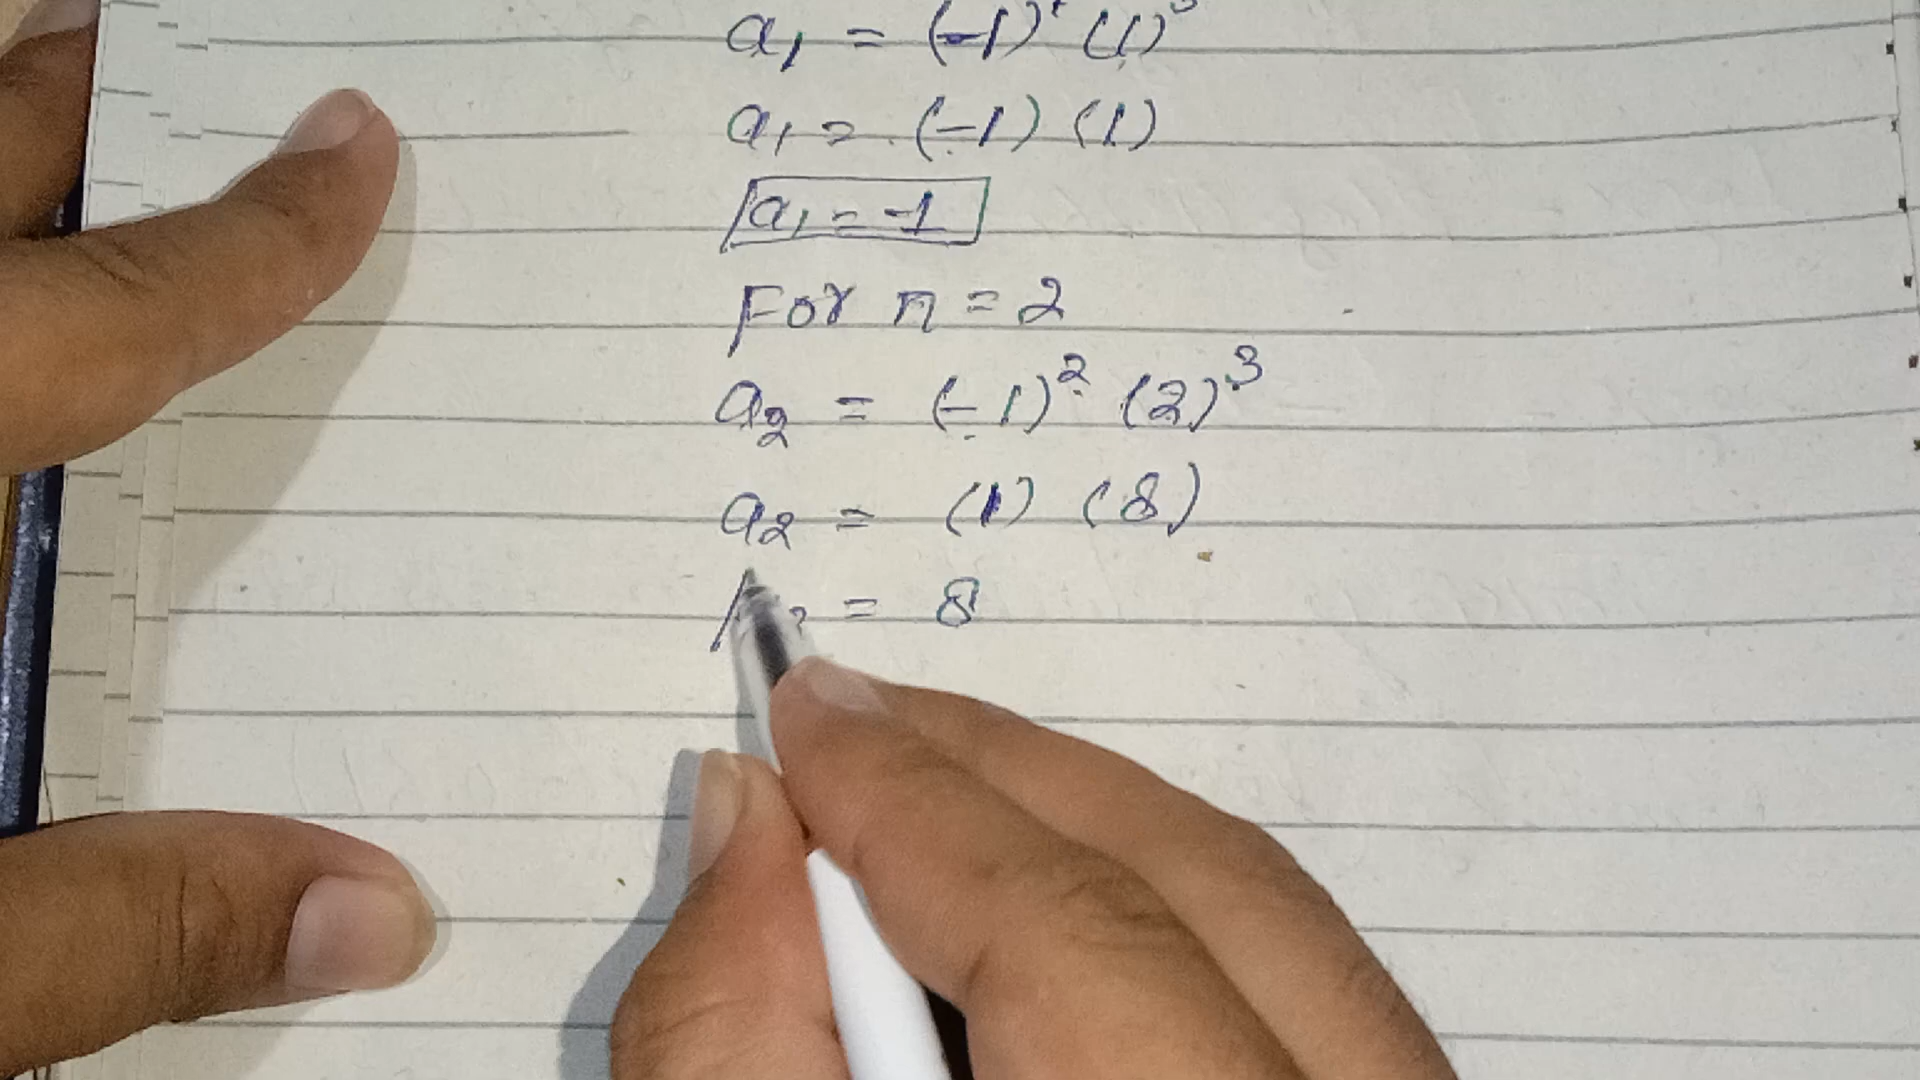 a₁ = (-1)¹ (1)³
a₁ = (-1) (1)
a₁ = -1
For n = 2
a₂ = (-1)² (2)³
a₂ = (1) (8)
₂ = 8